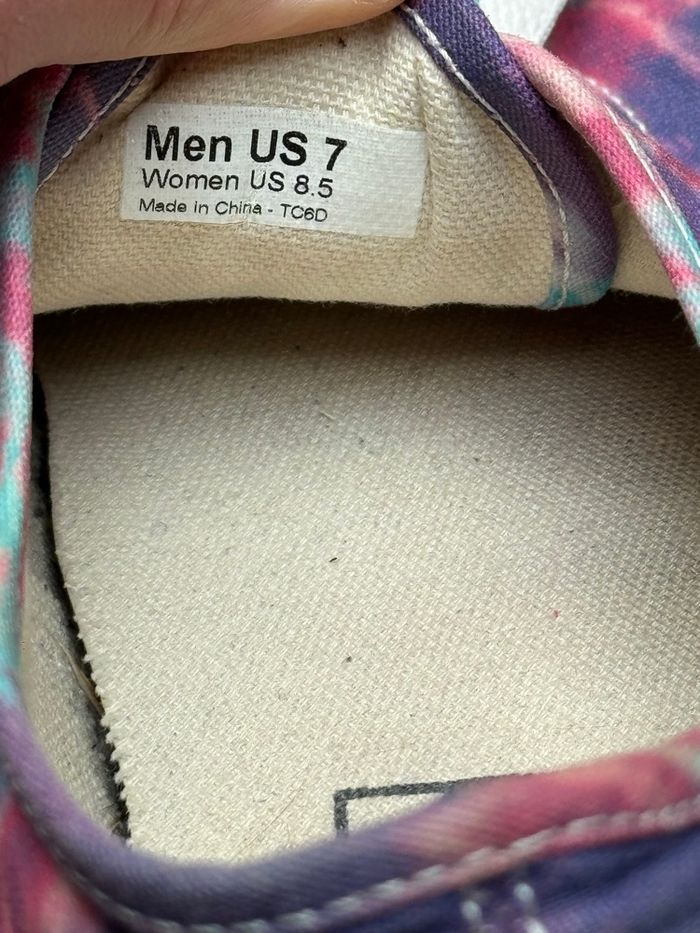 Men US 7
Women US 8.5
Made in China - TC6D